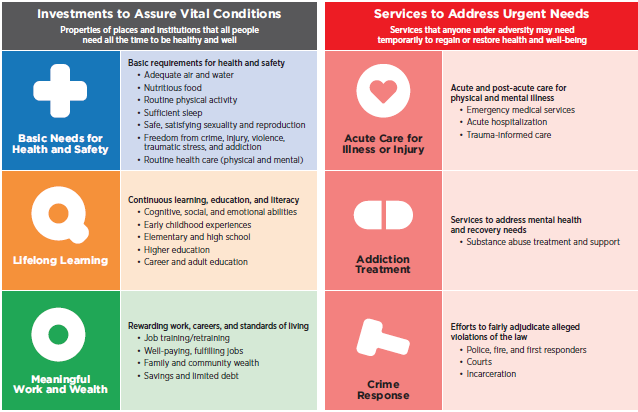 Investments to Assure Vital Conditions
Properties of places and institutions that all people
need all the time to be healthy and well
Basic Needs for
Health and Safety
Basic requirements for health and safety
• Adequate air and water
• Nutritious food
• Routine physical activity
• Sufficient sleep
• Safe, satisfying sexuality and reproduction
• Freedom from crime, injury, violence,
traumatic stress, and addiction
• Routine health care (physical and mental)
Lifelong Learning
Continuous learning, education, and literacy
• Cognitive, social, and emotional abilities
• Early childhood experiences
• Elementary and high school
• Higher education
• Career and adult education
Meaningful
Work and Wealth
Rewarding work, careers, and standards of living
• Job training/retraining
• Well-paying, fulfilling jobs
• Family and community wealth
• Savings and limited debt
Services to Address Urgent Needs
Services that anyone under adversity may need
temporarily to regain or restore health and well-being
Acute Care for
Illness or Injury
Acute and post-acute care for
physical and mental illness
• Emergency medical services
• Acute hospitalization
• Trauma-informed care
Addiction
Treatment
Services to address mental health
and recovery needs
• Substance abuse treatment and support
Crime
Response
Efforts to fairly adjudicate alleged
violations of the law
• Police, fire, and first responders
• Courts
• Incarceration